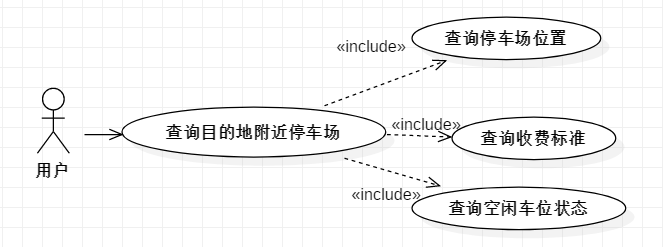 查询停车场位置
«include»
用户
查询目的地附近停车场
«include»
查询收费标准
«include»
查询空闲车位状态